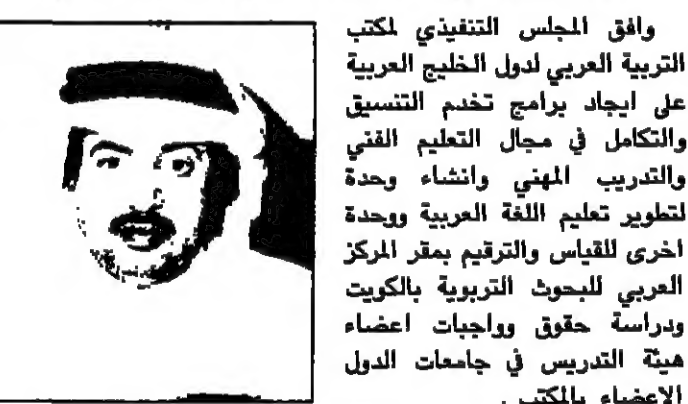 وافق المجلس التنفيذي لمكتب
التربية العربي لدول الخليج العربية
على ايجاد برامج تخدم التنسيق
والتكامل في مجال التعليم الفني
والتدريب المهني وانشاء وحدة
لتطوير تعليم اللغة العربية ووحدة
اخرى للقياس والترقيم بمقر المركز
العربي للبحوث التربوية بالكويت
ودراسة حقوق وواجبات اعضاء
هيئة التدريس في جامعات الدول
الاعضاء بالمكتب .